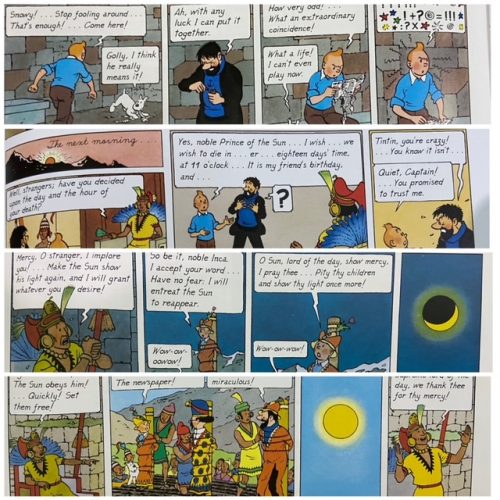 Snowy! . . . Stop fooling around . . .
That's enough! . . . Come here!
Golly, I think
he really
means it!
Ah, with any
luck I can put it
together.
How very odd! . . .
What an extraordinary
coincidence!
What a life!
I can't even
play now.
The next morning . . .
Well, strangers; have you decided
upon the day and the hour of
your death?
Yes, noble Prince of the Sun . . . I wish . . . we
wish to die in . . . er . . . eighteen days' time,
at 11 o'clock . . . It is my friend's birthday,
and . . .
?
Tintin, you're crazy!
. . . You know it isn't . . .
Quiet, Captain!
. . . You promised
to trust me.
Mercy, O stranger, I implore
you! . . . Make the Sun show
his light again, and I will grant
whatever you desire!
So be it, noble Inca.
I accept your word . . .
Have no fear: I will
entreat the Sun
to reappear.
Wow-ow-
oowow!
O Sun, lord of the day, show mercy,
I pray thee . . . Pity thy children
and show thy light once more!
Wow-ow-wow!
The Sun obeys him!
. . . Quickly! Set
them free!
The newspaper!
miraculous!
day, we thank thee
for thy mercy!